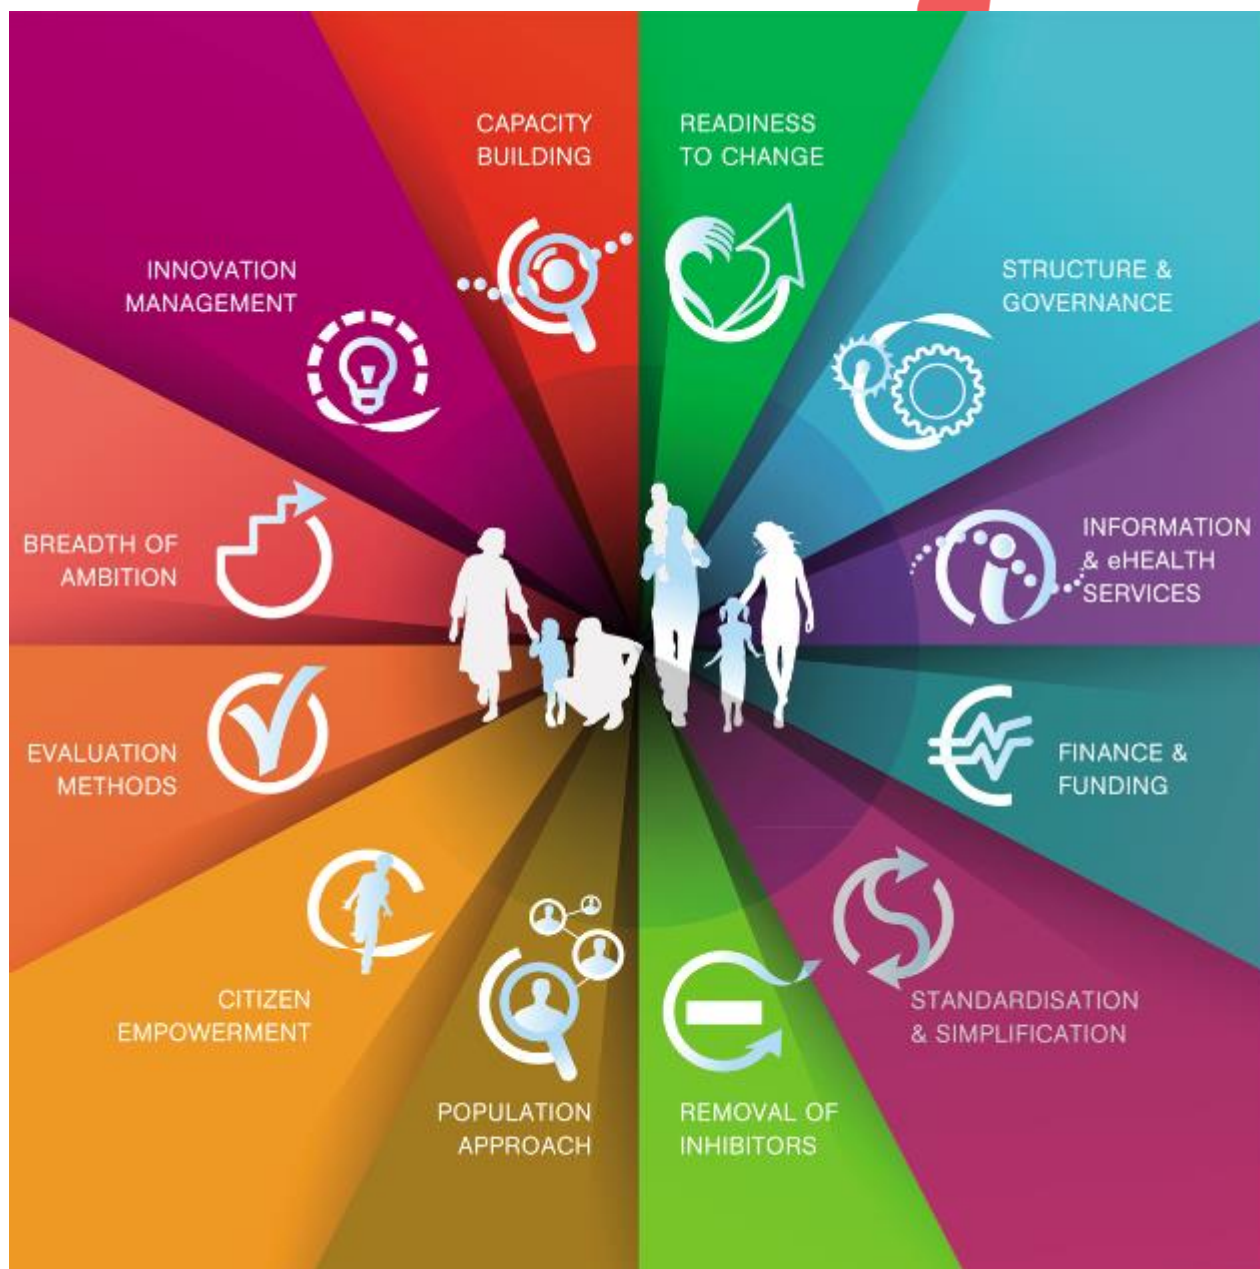 CAPACITY
BUILDING
READINESS
TO CHANGE
INNOVATION
MANAGEMENT
STRUCTURE &
GOVERNANCE
BREADTH OF
AMBITION
INFORMATION
& eHEALTH
SERVICES
EVALUATION
METHODS
FINANCE &
FUNDING
CITIZEN
EMPOWERMENT
STANDARDISATION
& SIMPLIFICATION
POPULATION
APPROACH
REMOVAL OF
INHIBITORS